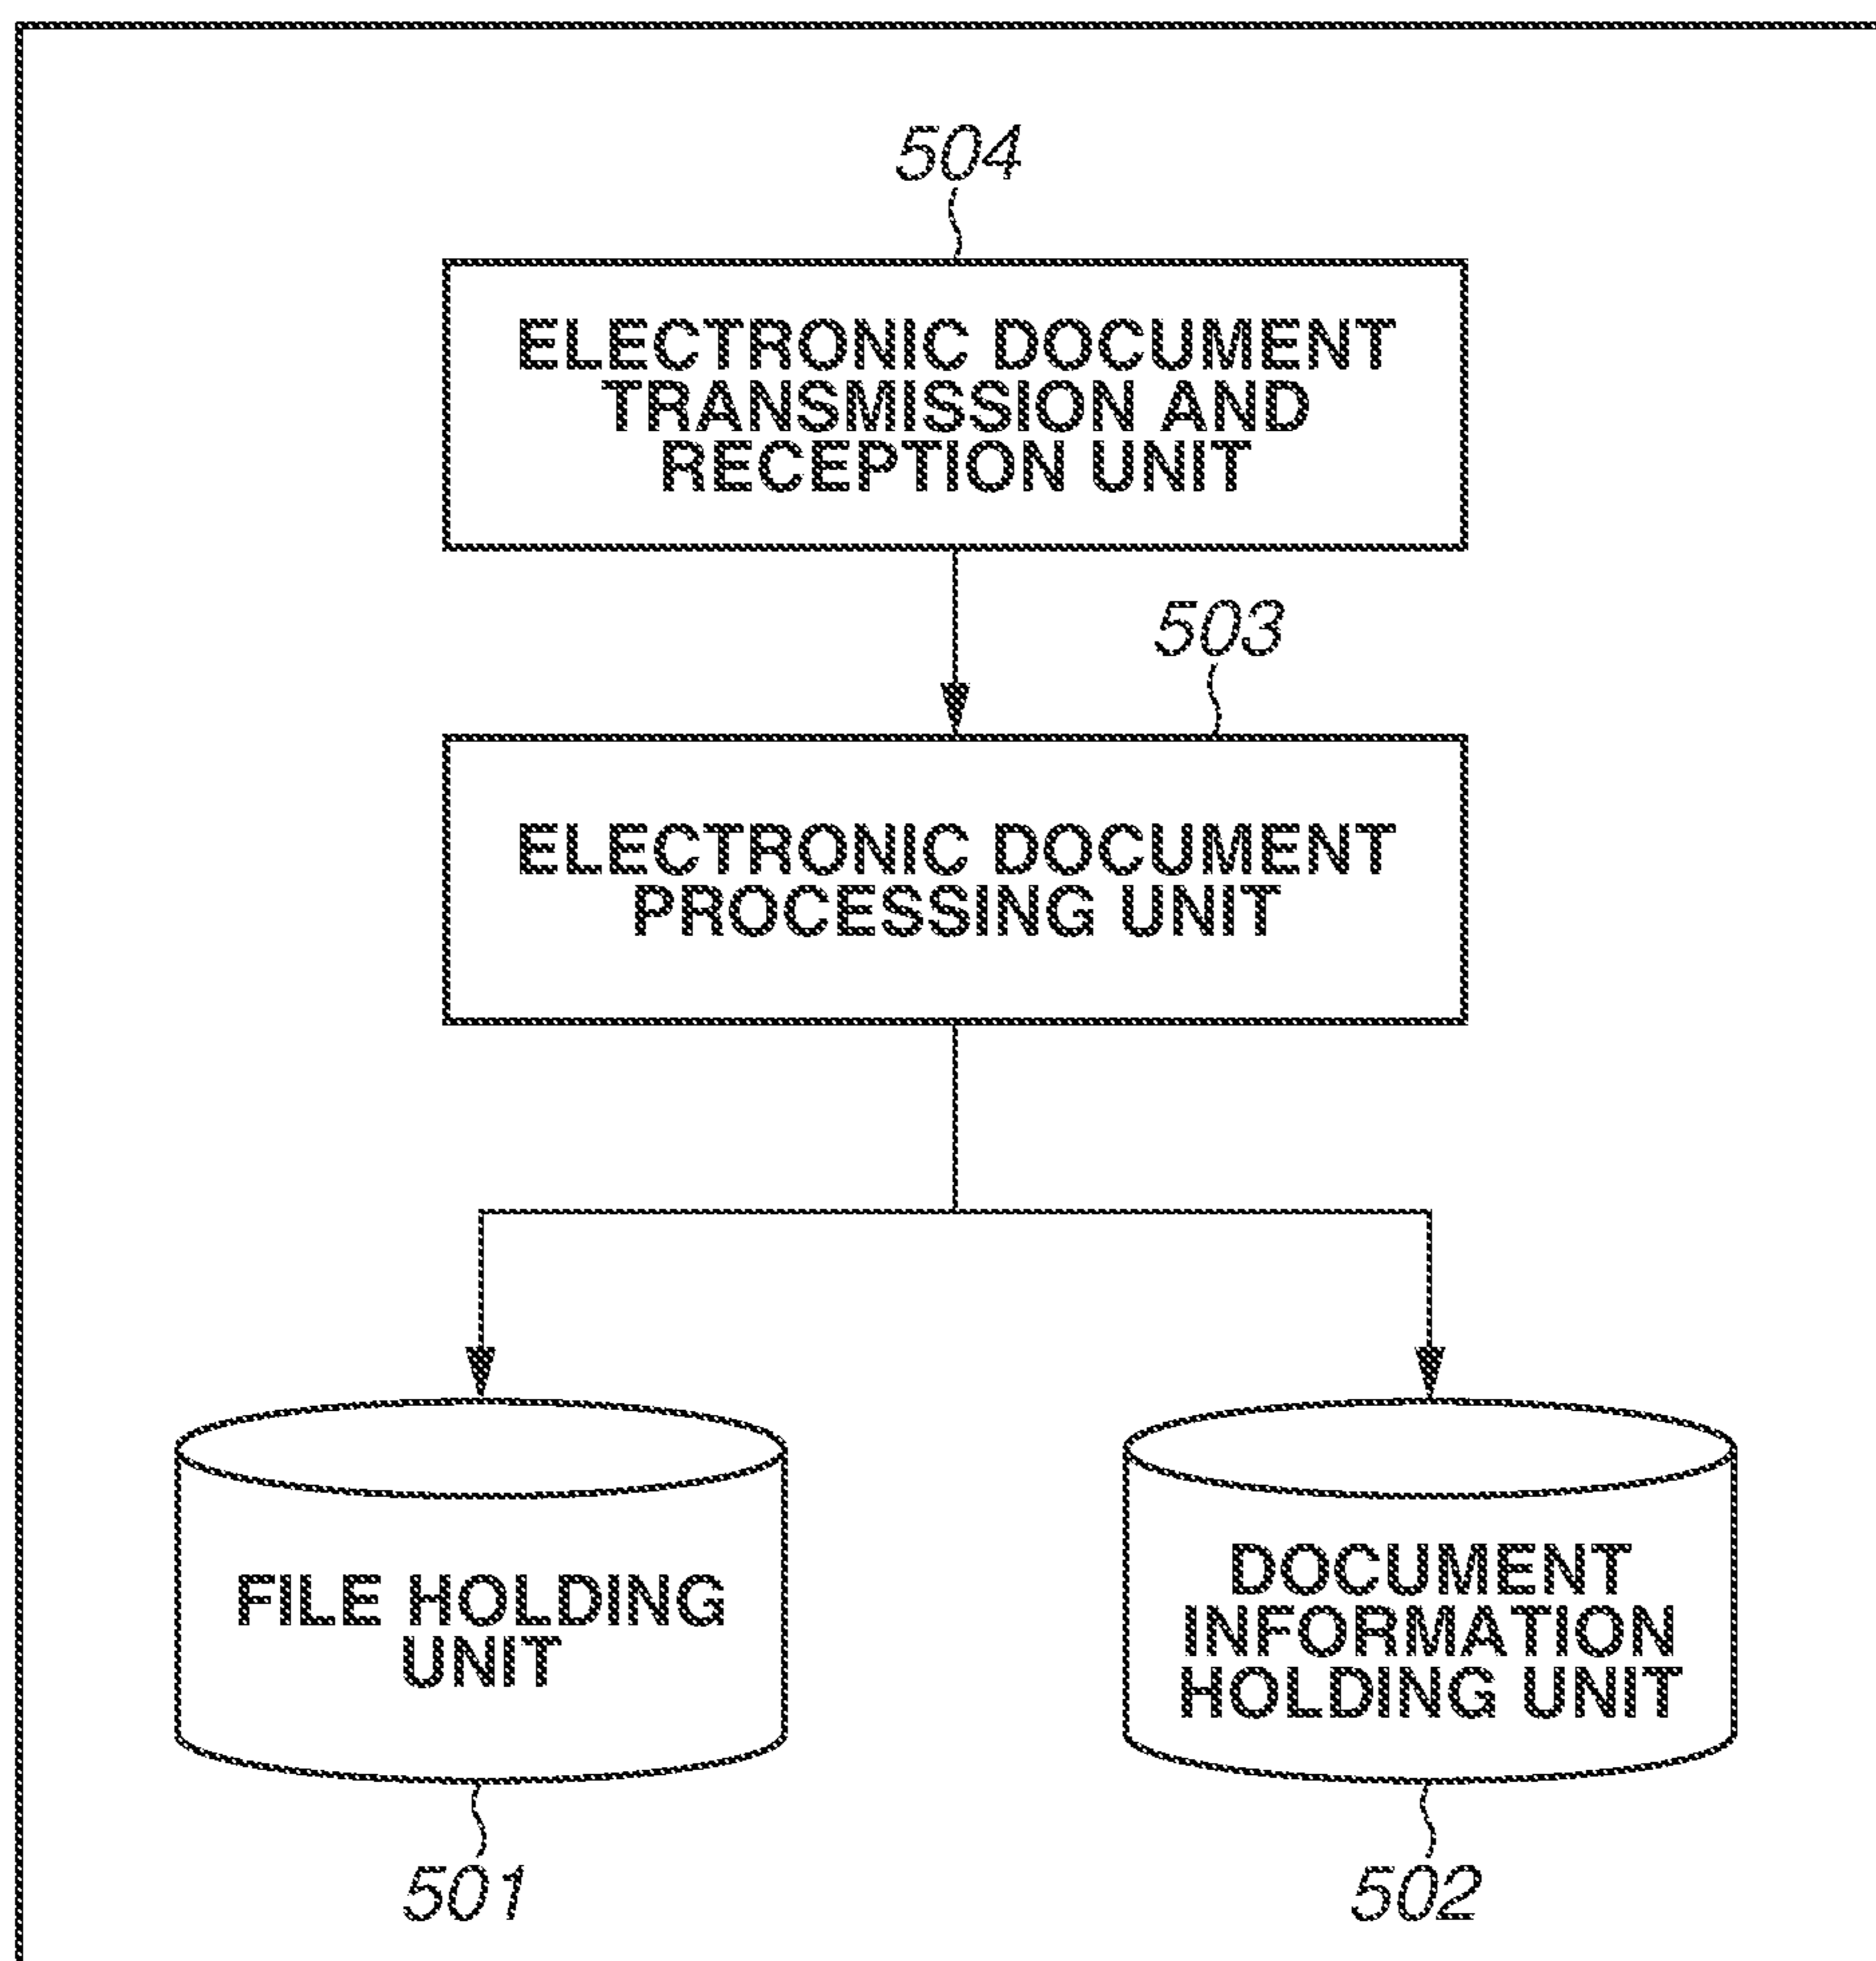 504
ELECTRONIC DOCUMENT
TRANSMISSION AND
RECEPTION UNIT
503
ELECTRONIC DOCUMENT
PROCESSING UNIT
FILE HOLDING
UNIT
501
DOCUMENT
INFORMATION
HOLDING UNIT
502